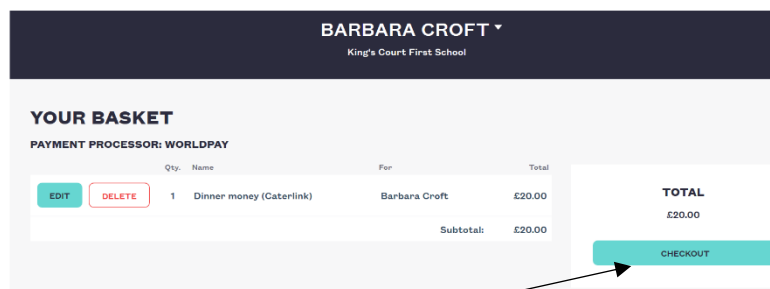 BARBARA CROFT
King's Court First School
YOUR BASKET
PAYMENT PROCESSOR: WORLDPAY
Qty. Name For Total
EDIT DELETE 1 Dinner money (Caterlink) Barbara Croft £20.00
Subtotal: £20.00
TOTAL
£20.00
CHECKOUT